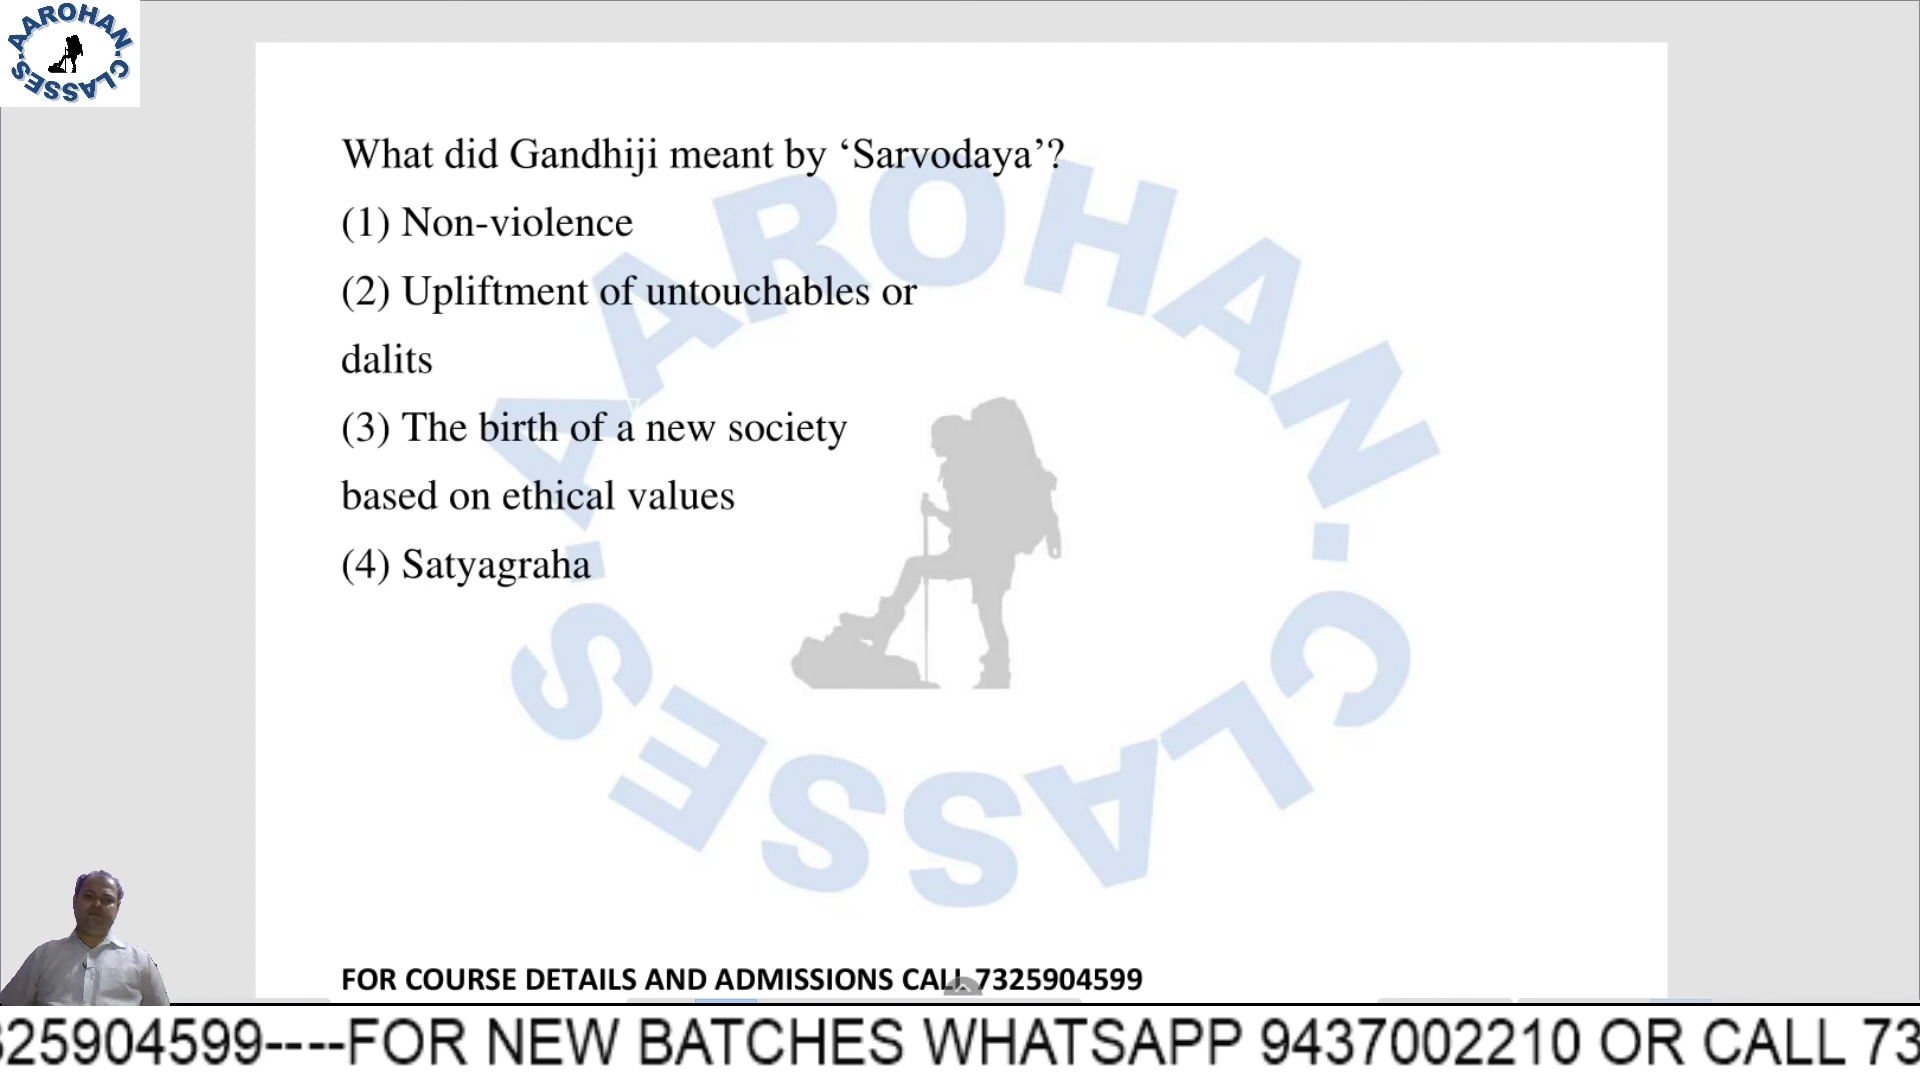 AAROHAN.CLASSES.
What did Gandhiji meant by ‘Sarvodaya’?
(1) Non-violence
(2) Upliftment of untouchables or
dalits
(3) The birth of a new society
based on ethical values
(4) Satyagraha
AAROHAN.CLASSES.
FOR COURSE DETAILS AND ADMISSIONS CALL 7325904599
325904599----FOR NEW BATCHES WHATSAPP 9437002210 OR CALL 73